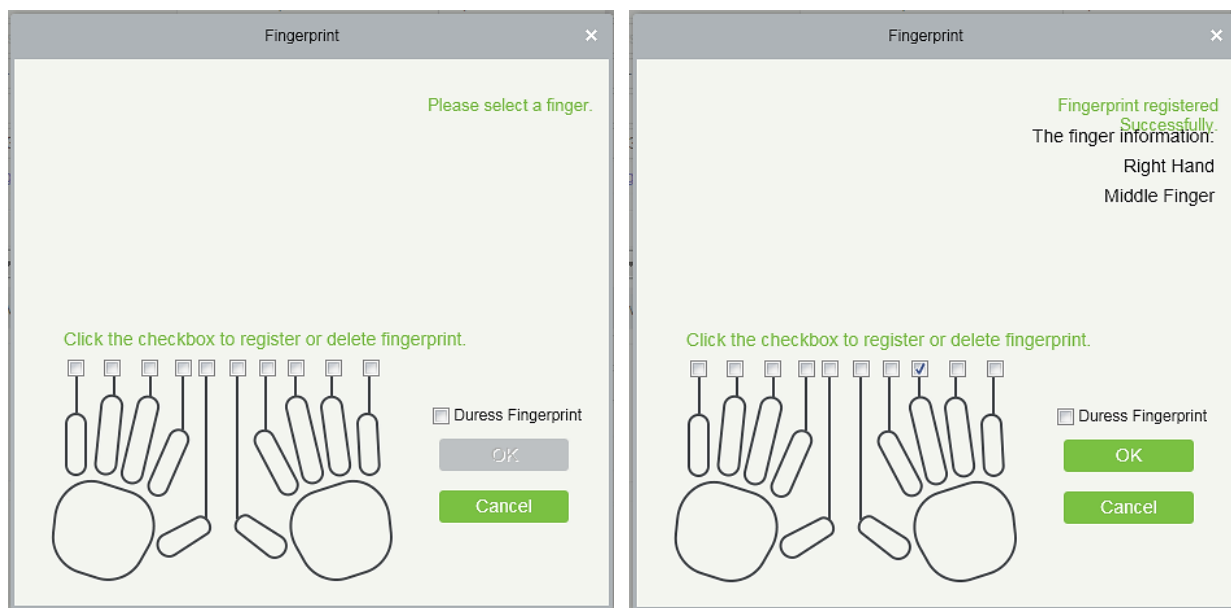 Fingerprint
Please select a finger.
Click the checkbox to register or delete fingerprint.
Duress Fingerprint
OK
Cancel
Fingerprint
Fingerprint registered
Successfully.
The finger information:
Right Hand
Middle Finger
Click the checkbox to register or delete fingerprint.
Duress Fingerprint
OK
Cancel